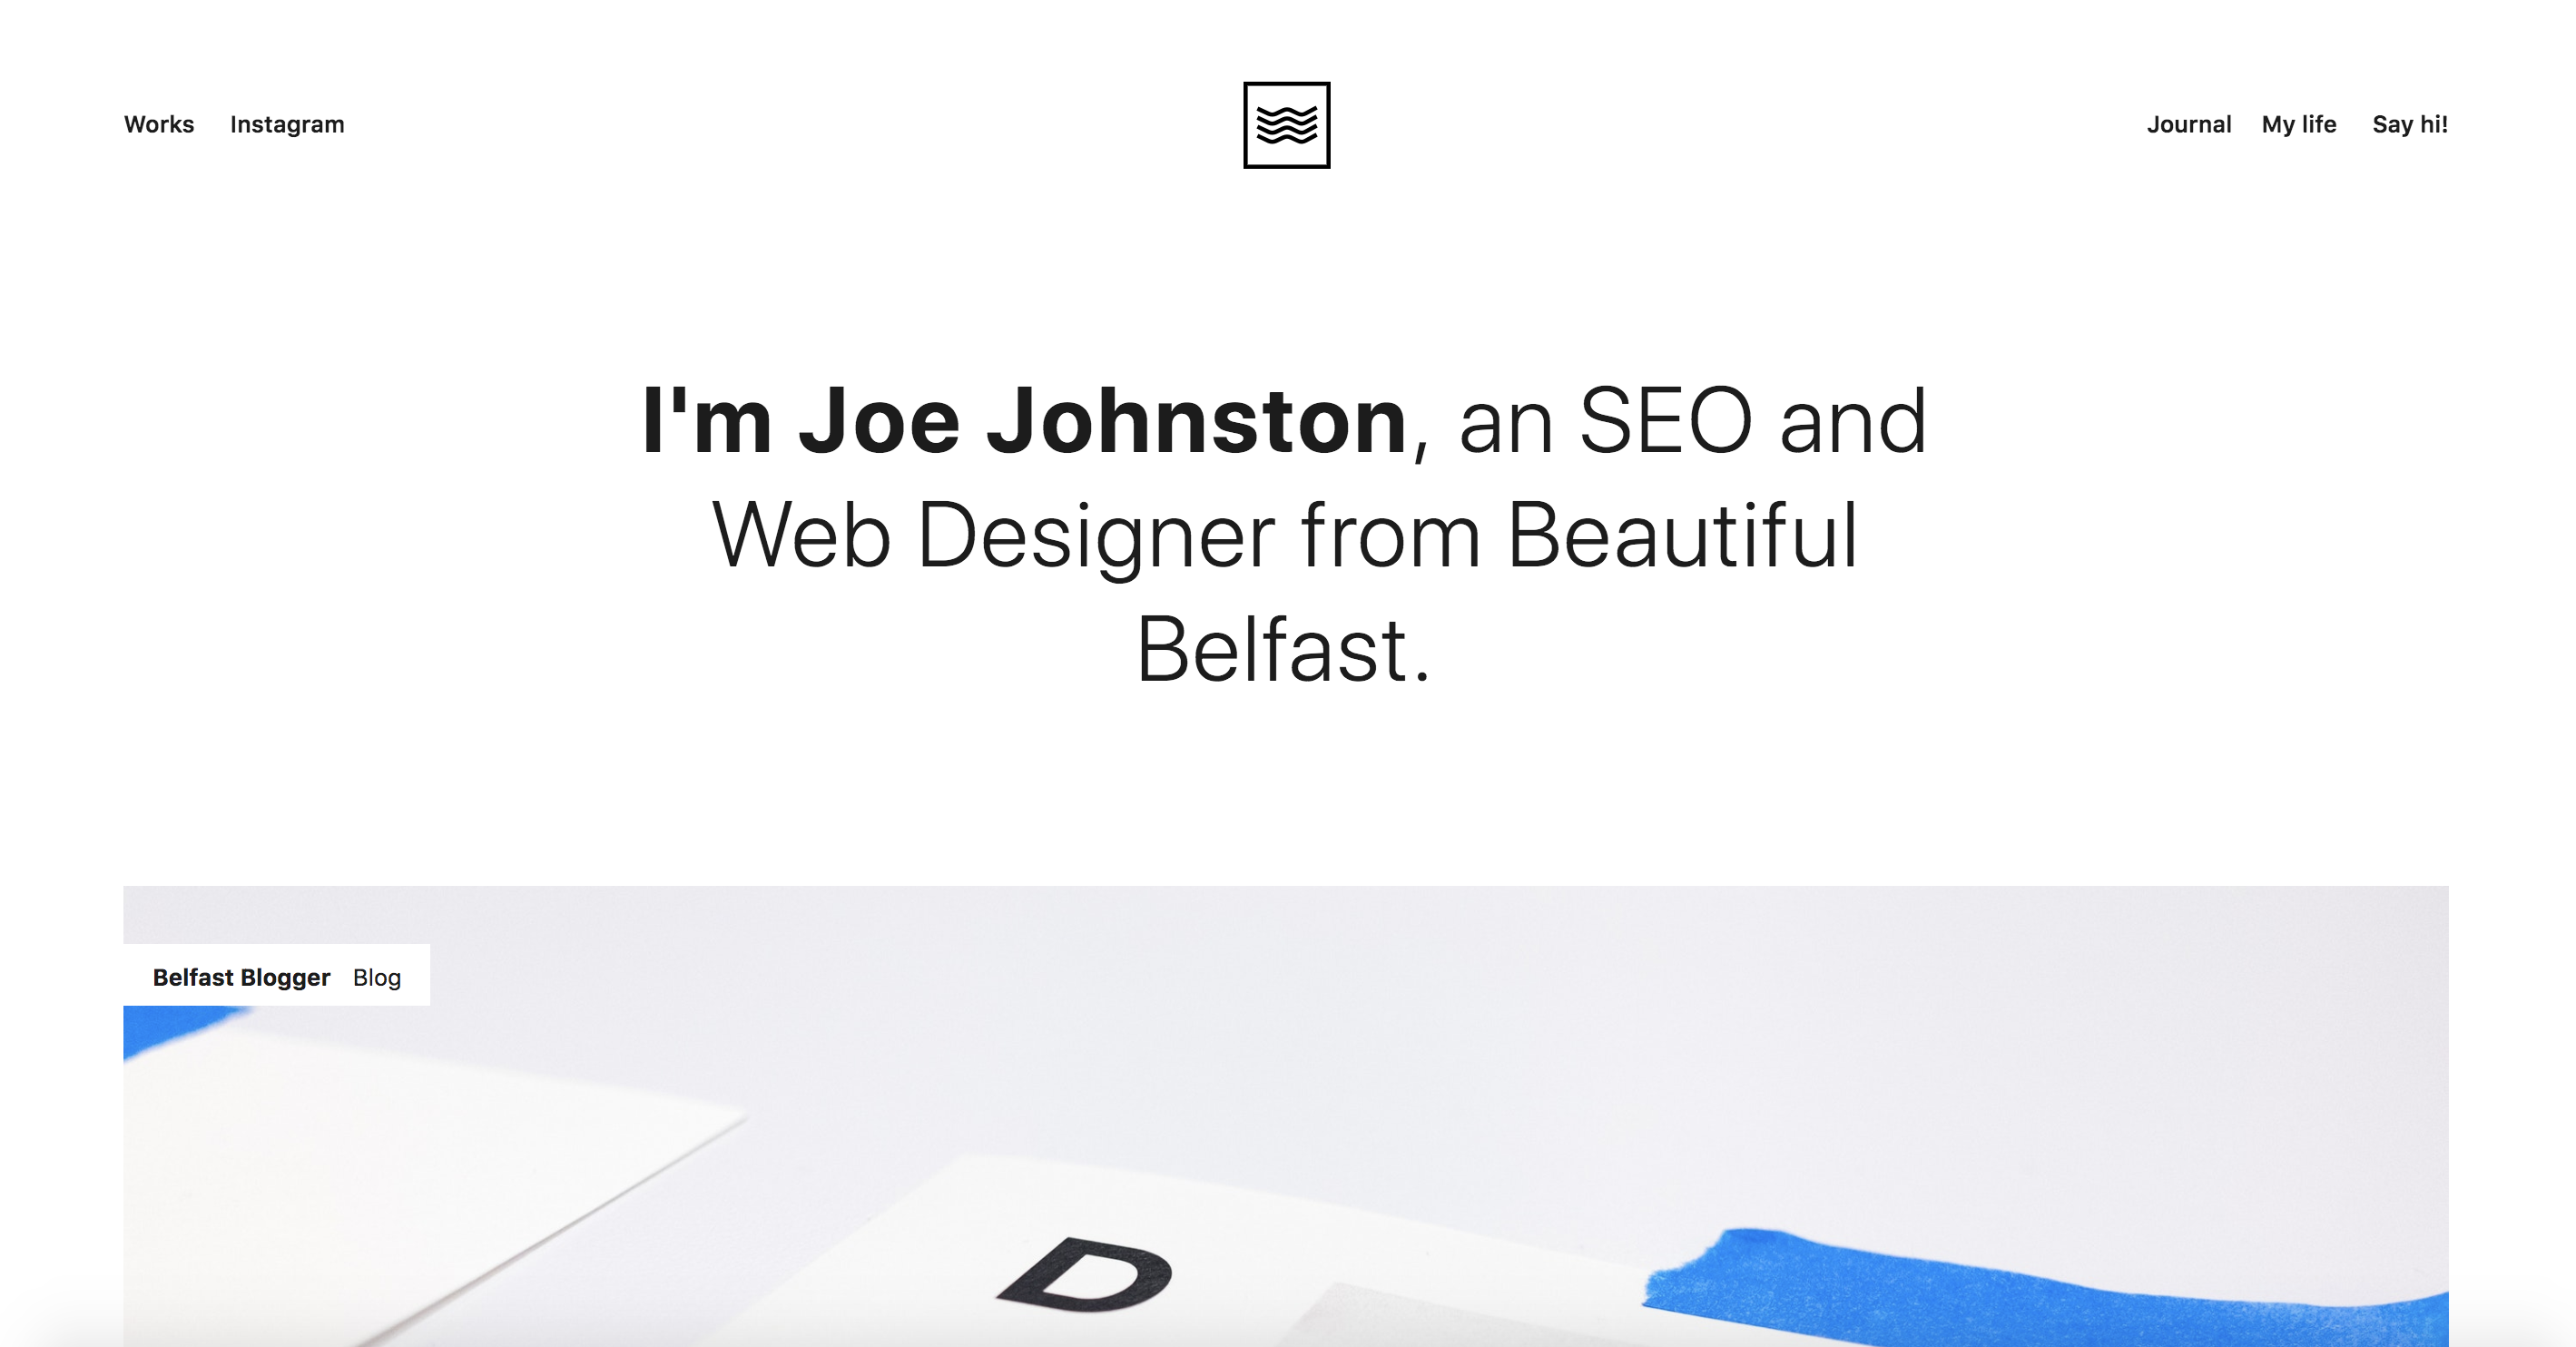 Works Instagram Journal My life Say hi!
I'm Joe Johnston, an SEO and
Web Designer from Beautiful
Belfast.
Belfast Blogger Blog
D